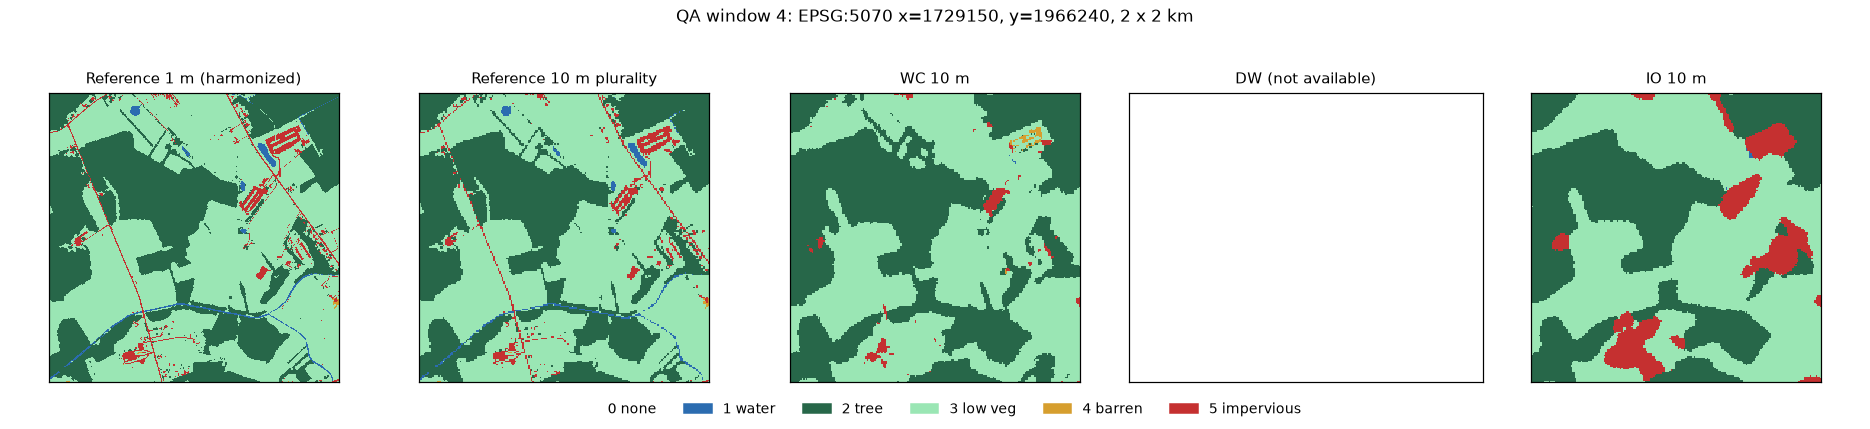 QA window 4: EPSG:5070 x=1729150, y=1966240, 2 x 2 km
Reference 1 m (harmonized)
Reference 10 m plurality
WC 10 m
DW (not available)
IO 10 m
0 none 1 water 2 tree 3 low veg 4 barren 5 impervious